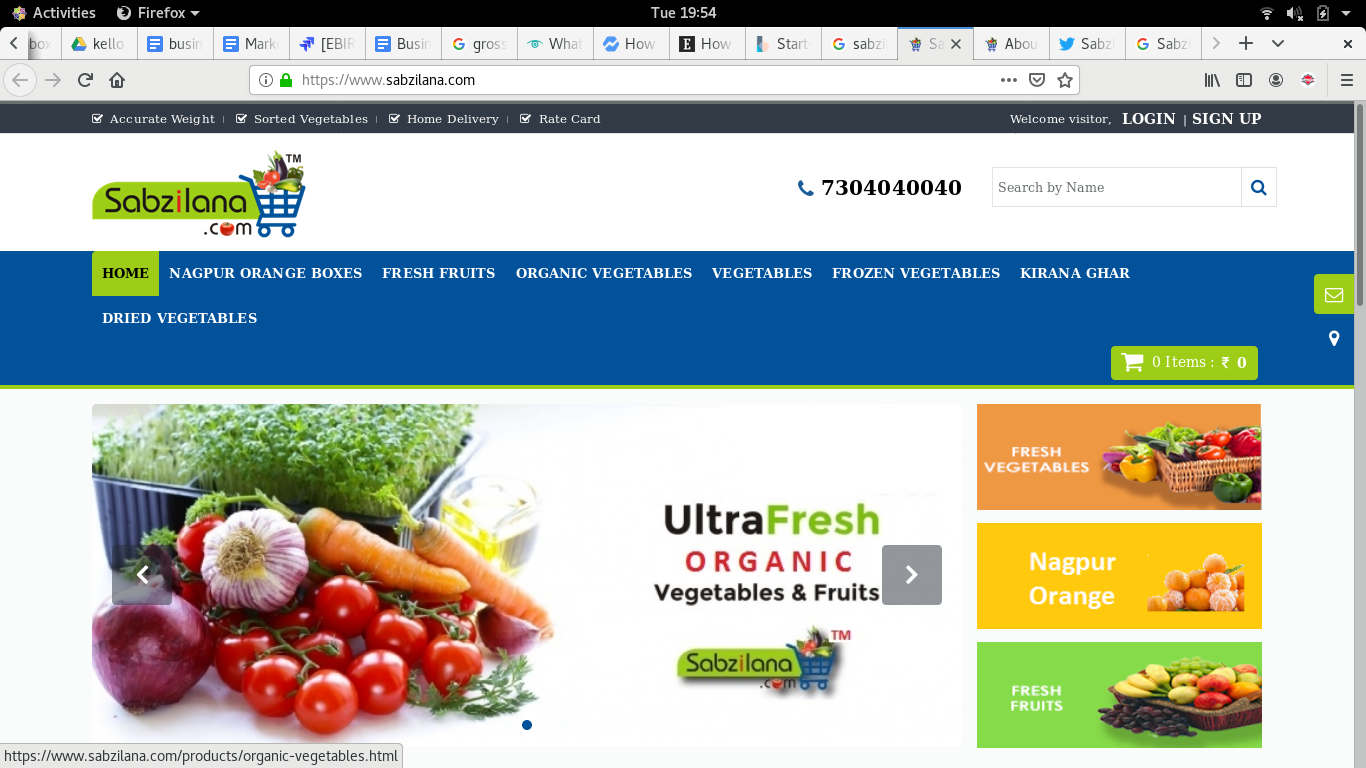 Activities Firefox Tue 19:54
box kello busin Mark [EBIR Busin gross What How How Start sabzi Sa Abou Sabzi Sabzi
https://www.sabzilana.com
Accurate Weight Sorted Vegetables Home Delivery Rate Card Welcome visitor, LOGIN | SIGN UP
Sabzilana TM
.com
7304040040 Search by Name
HOME NAGPUR ORANGE BOXES FRESH FRUITS ORGANIC VEGETABLES VEGETABLES FROZEN VEGETABLES KIRANA GHAR
DRIED VEGETABLES
0 Items : ₹ 0
UltraFresh
ORGANIC
Vegetables & Fruits
Sabzilana TM
.com
FRESH
VEGETABLES
Nagpur
Orange
FRESH
FRUITS
https://www.sabzilana.com/products/organic-vegetables.html